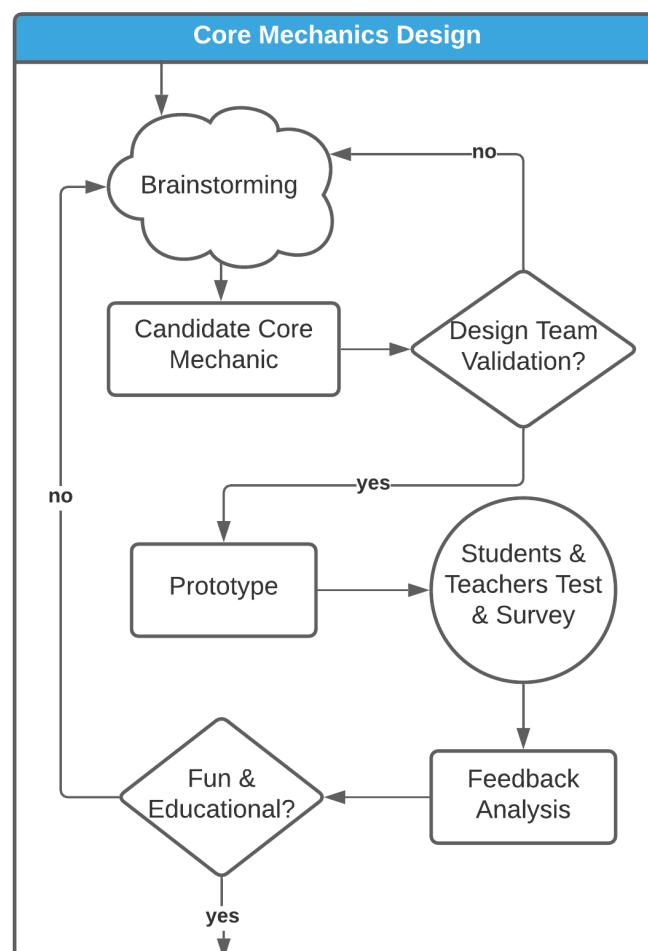 Core Mechanics Design
Brainstorming
no
Candidate Core
Mechanic
Design Team
Validation?
yes
no
Prototype
Students &
Teachers Test
& Survey
Feedback
Analysis
Fun &
Educational?
yes